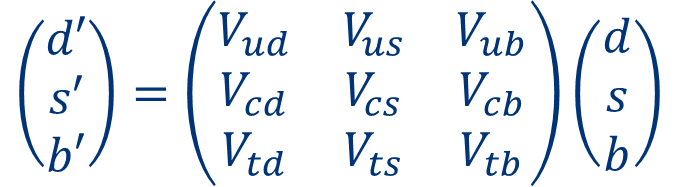 (d′) = (V_ud V_us V_ub) (d)
(s′) (V_cd V_cs V_cb) (s)
(b′) (V_td V_ts V_tb) (b)